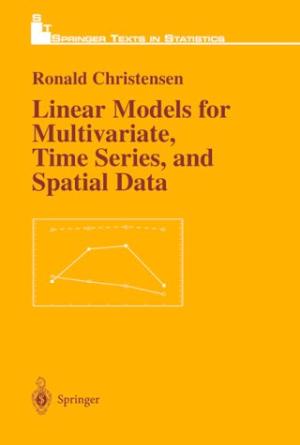 S
T
SPRINGER TEXTS IN STATISTICS
Ronald Christensen
Linear Models for
Multivariate,
Time Series, and
Spatial Data
Springer